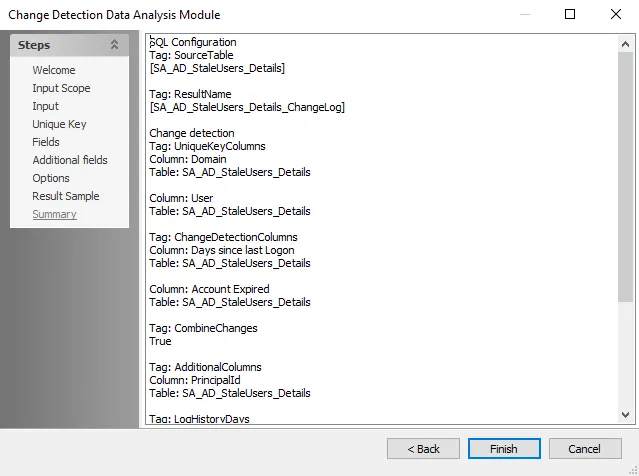 Change Detection Data Analysis Module
Steps
Welcome
Input Scope
Input
Unique Key
Fields
Additional fields
Options
Result Sample
Summary
SQL Configuration
Tag: SourceTable
[SA_AD_StaleUsers_Details]
Tag: ResultName
[SA_AD_StaleUsers_Details_ChangeLog]
Change detection
Tag: UniqueKeyColumns
Column: Domain
Table: SA_AD_StaleUsers_Details
Column: User
Table: SA_AD_StaleUsers_Details
Tag: ChangeDetectionColumns
Column: Days since last Logon
Table: SA_AD_StaleUsers_Details
Column: Account Expired
Table: SA_AD_StaleUsers_Details
Tag: CombineChanges
True
Tag: AdditionalColumns
Column: PrincipalId
Table: SA_AD_StaleUsers_Details
Tag: LogHistoryDays
< Back
Finish
Cancel